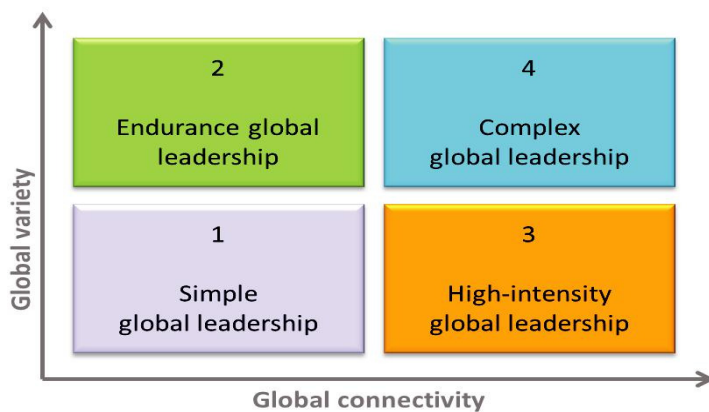 2
Endurance global
leadership
4
Complex
global leadership
1
Simple
global leadership
3
High-intensity
global leadership
Global variety
Global connectivity